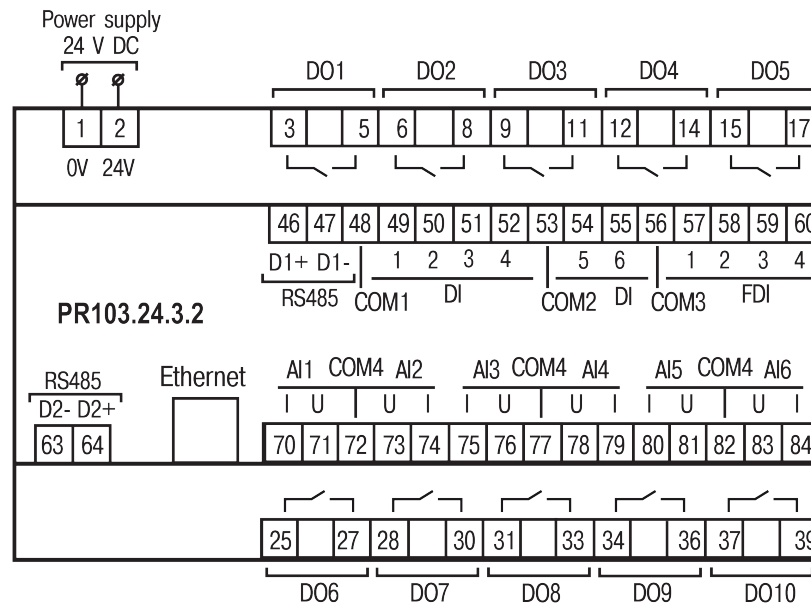 Power supply
24 V DC
DO1 DO2 DO3 DO4 DO5
1 2 3 5 6 8 9 11 12 14 15 17
0V 24V
46 47 48 49 50 51 52 53 54 55 56 57 58 59 60
D1+ D1- 1 2 3 4 5 6 1 2 3 4
RS485 COM1 DI COM2 DI COM3 FDI
PR103.24.3.2
RS485 Ethernet AI1 COM4 AI2 AI3 COM4 AI4 AI5 COM4 AI6
D2- D2+ I U U I I U U I I U U I
63 64 70 71 72 73 74 75 76 77 78 79 80 81 82 83 84
25 27 28 30 31 33 34 36 37 39
DO6 DO7 DO8 DO9 DO10